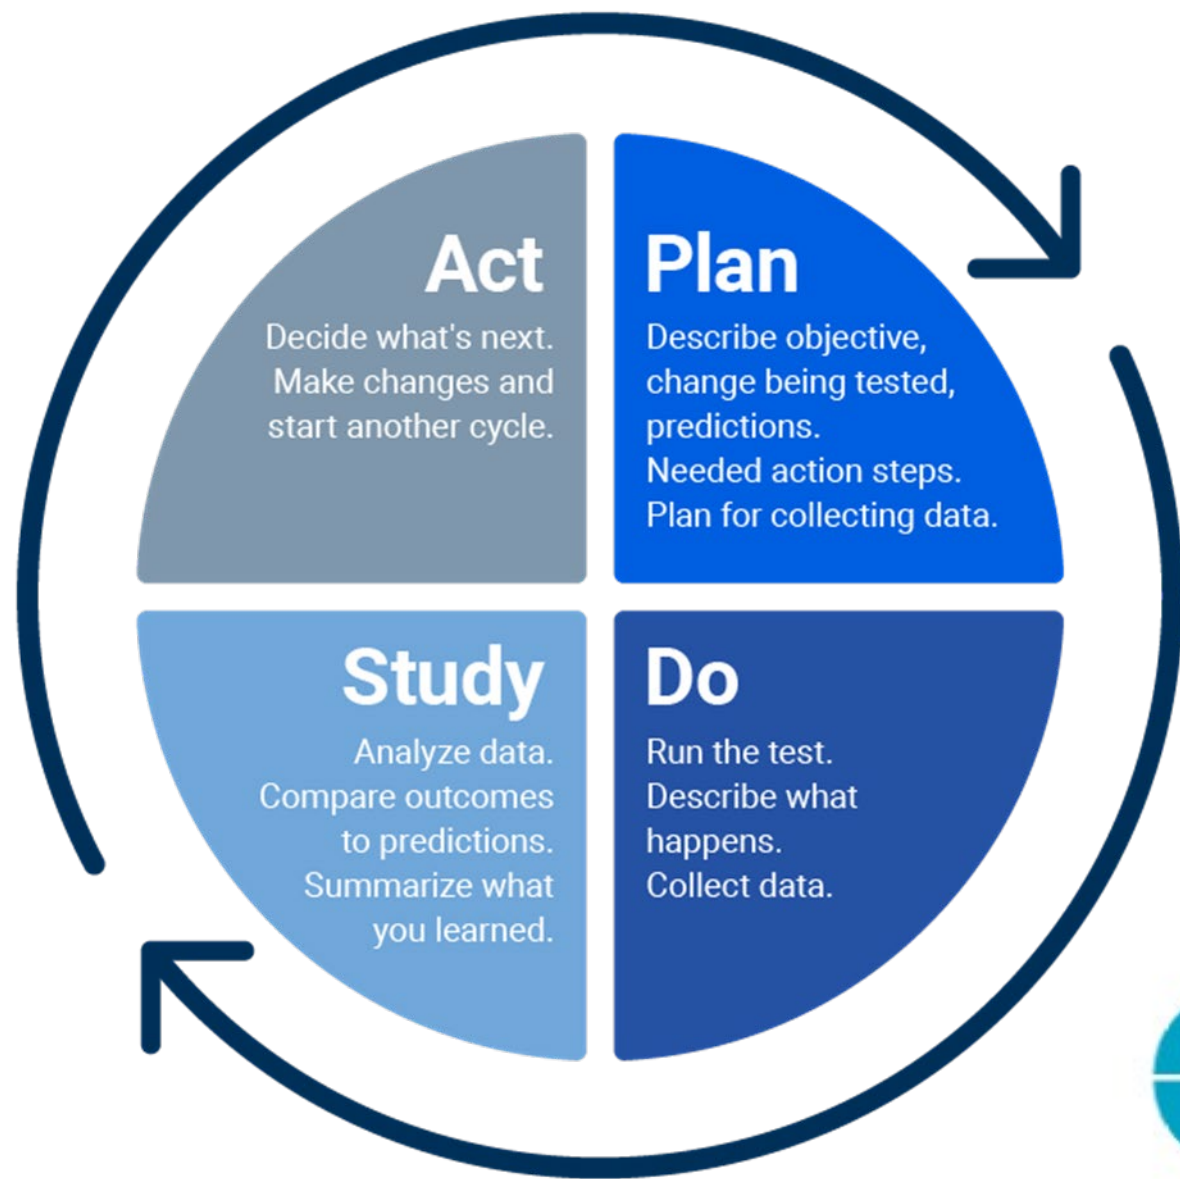 Act
Decide what's next.
Make changes and
start another cycle.
Plan
Describe objective,
change being tested,
predictions.
Needed action steps.
Plan for collecting data.
Study
Analyze data.
Compare outcomes
to predictions.
Summarize what
you learned.
Do
Run the test.
Describe what
happens.
Collect data.